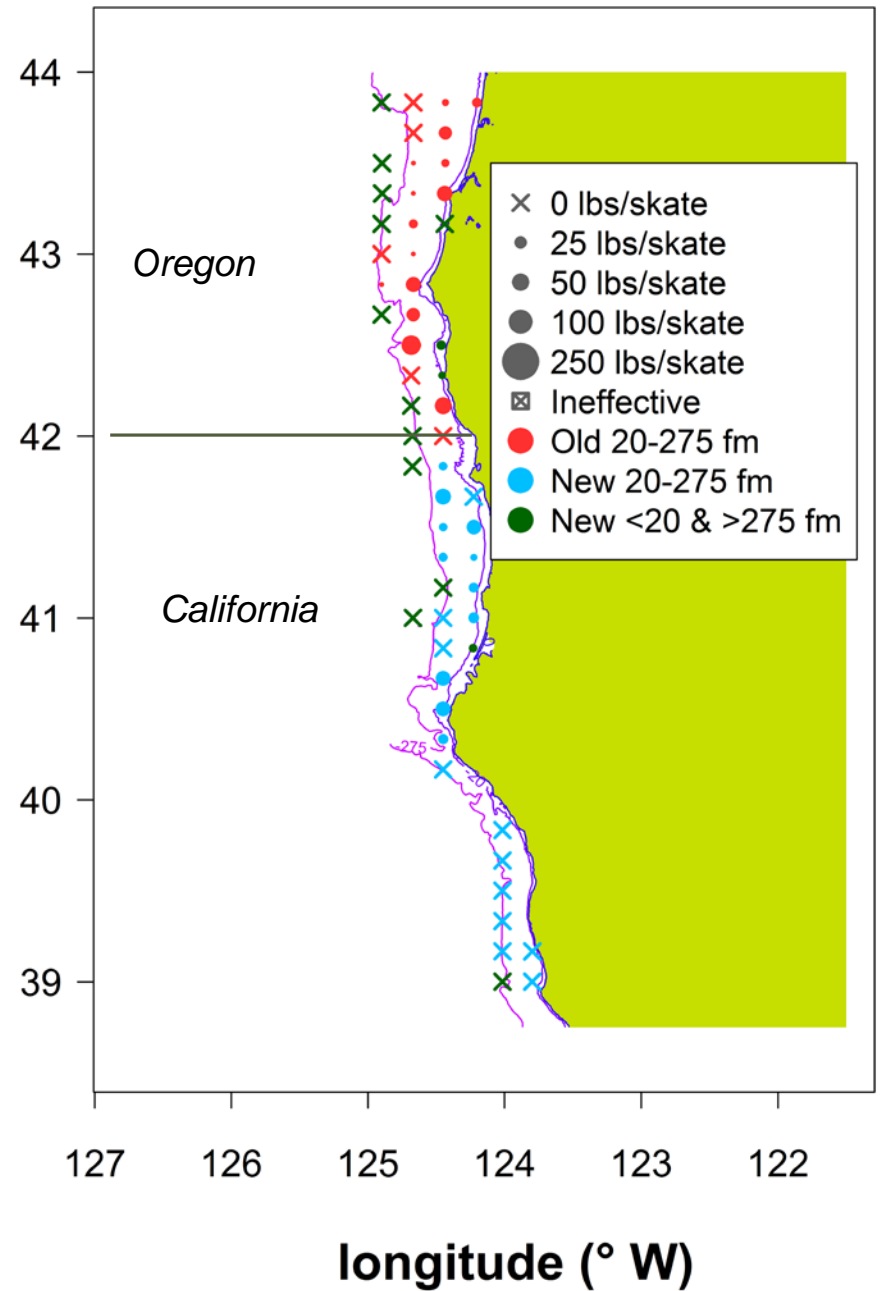 44
43
42
41
40
39
Oregon
California
× 0 lbs/skate
25 lbs/skate
50 lbs/skate
100 lbs/skate
250 lbs/skate
Ineffective
Old 20-275 fm
New 20-275 fm
New <20 & >275 fm
-275
-20
127 126 125 124 123 122
longitude (° W)